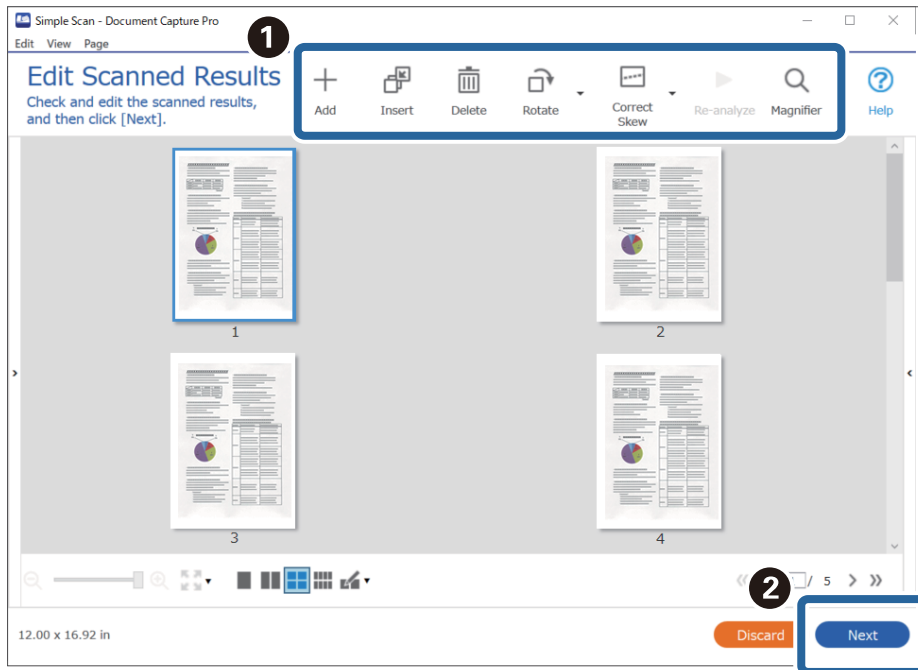 Simple Scan - Document Capture Pro
Edit View Page
1
Edit Scanned Results
Check and edit the scanned results,
and then click [Next].
Add
Insert
Delete
Rotate
Correct
Skew
Re-analyze
Magnifier
Help
1
2
3
4
/ 5
2
12.00 x 16.92 in
Discard
Next